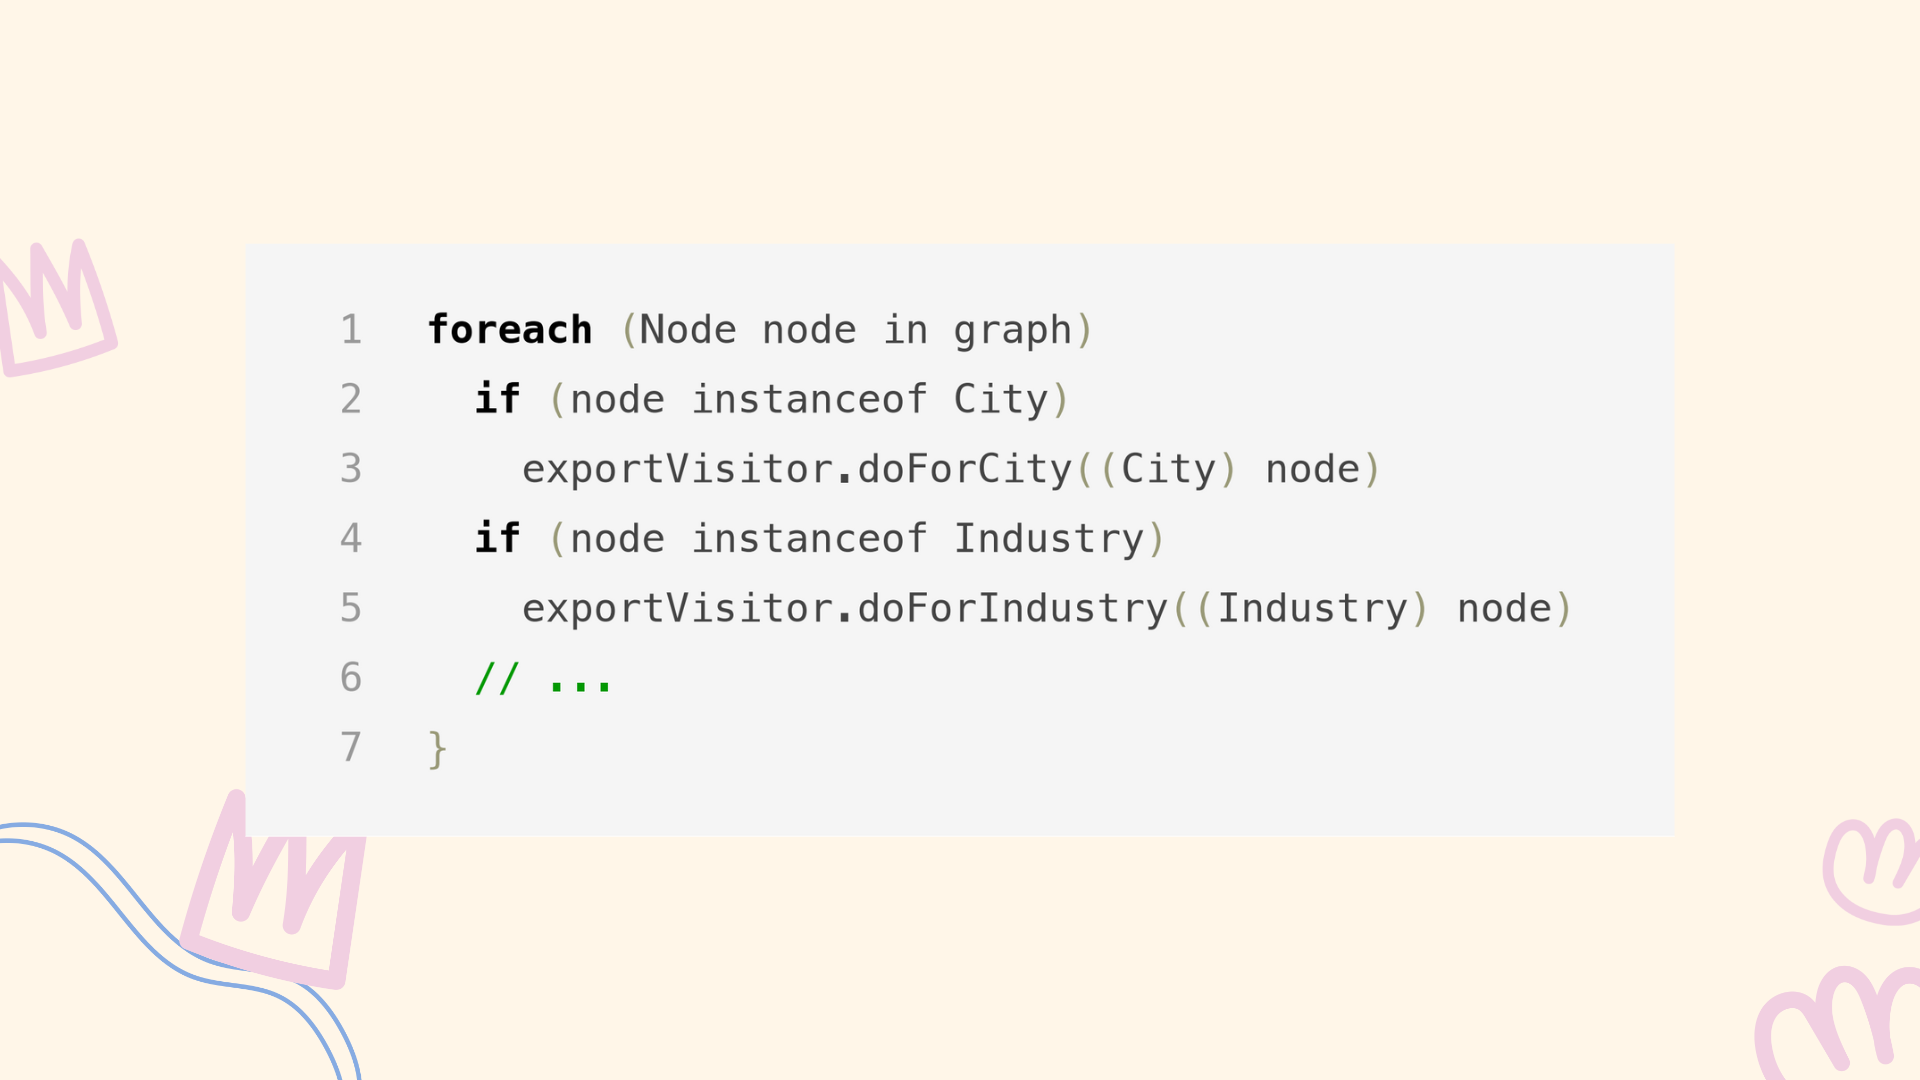 1 foreach (Node node in graph)
2 if (node instanceof City)
3 exportVisitor.doForCity((City) node)
4 if (node instanceof Industry)
5 exportVisitor.doForIndustry((Industry) node)
6 // ...
7 }